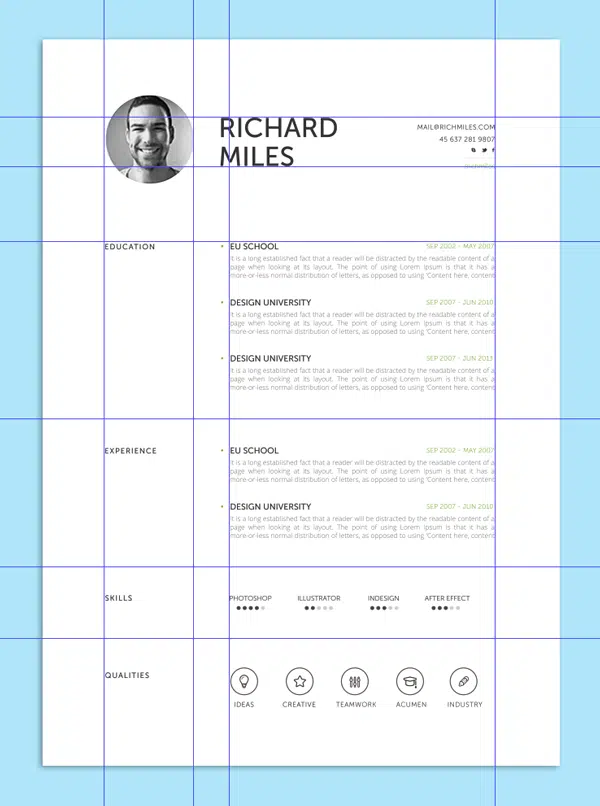 RICHARD
MILES
MAIL@RICHMILES.COM
45 637 281 9807
EDUCATION
EU SCHOOL
SEP 2002 - MAY 2007
It is a long established fact that a reader will be distracted by the readable content of a
page when looking at its layout. The point of using Lorem Ipsum is that it has a
more-or-less normal distribution of letters, as opposed to using 'Content here, content
DESIGN UNIVERSITY
SEP 2007 - JUN 2010
It is a long established fact that a reader will be distracted by the readable content of a
page when looking at its layout. The point of using Lorem Ipsum is that it has a
more-or-less normal distribution of letters, as opposed to using 'Content here, content
DESIGN UNIVERSITY
SEP 2007 - JUN 2013
It is a long established fact that a reader will be distracted by the readable content of a
page when looking at its layout. The point of using Lorem Ipsum is that it has a
more-or-less normal distribution of letters, as opposed to using 'Content here, content
EXPERIENCE
EU SCHOOL
SEP 2002 - MAY 2007
It is a long established fact that a reader will be distracted by the readable content of a
page when looking at its layout. The point of using Lorem Ipsum is that it has a
more-or-less normal distribution of letters, as opposed to using 'Content here, content
DESIGN UNIVERSITY
SEP 2007 - JUN 2010
It is a long established fact that a reader will be distracted by the readable content of a
page when looking at its layout. The point of using Lorem Ipsum is that it has a
more-or-less normal distribution of letters, as opposed to using 'Content here, content
SKILLS
PHOTOSHOP ILLUSTRATOR INDESIGN AFTER EFFECT
QUALITIES
IDEAS CREATIVE TEAMWORK ACUMEN INDUSTRY